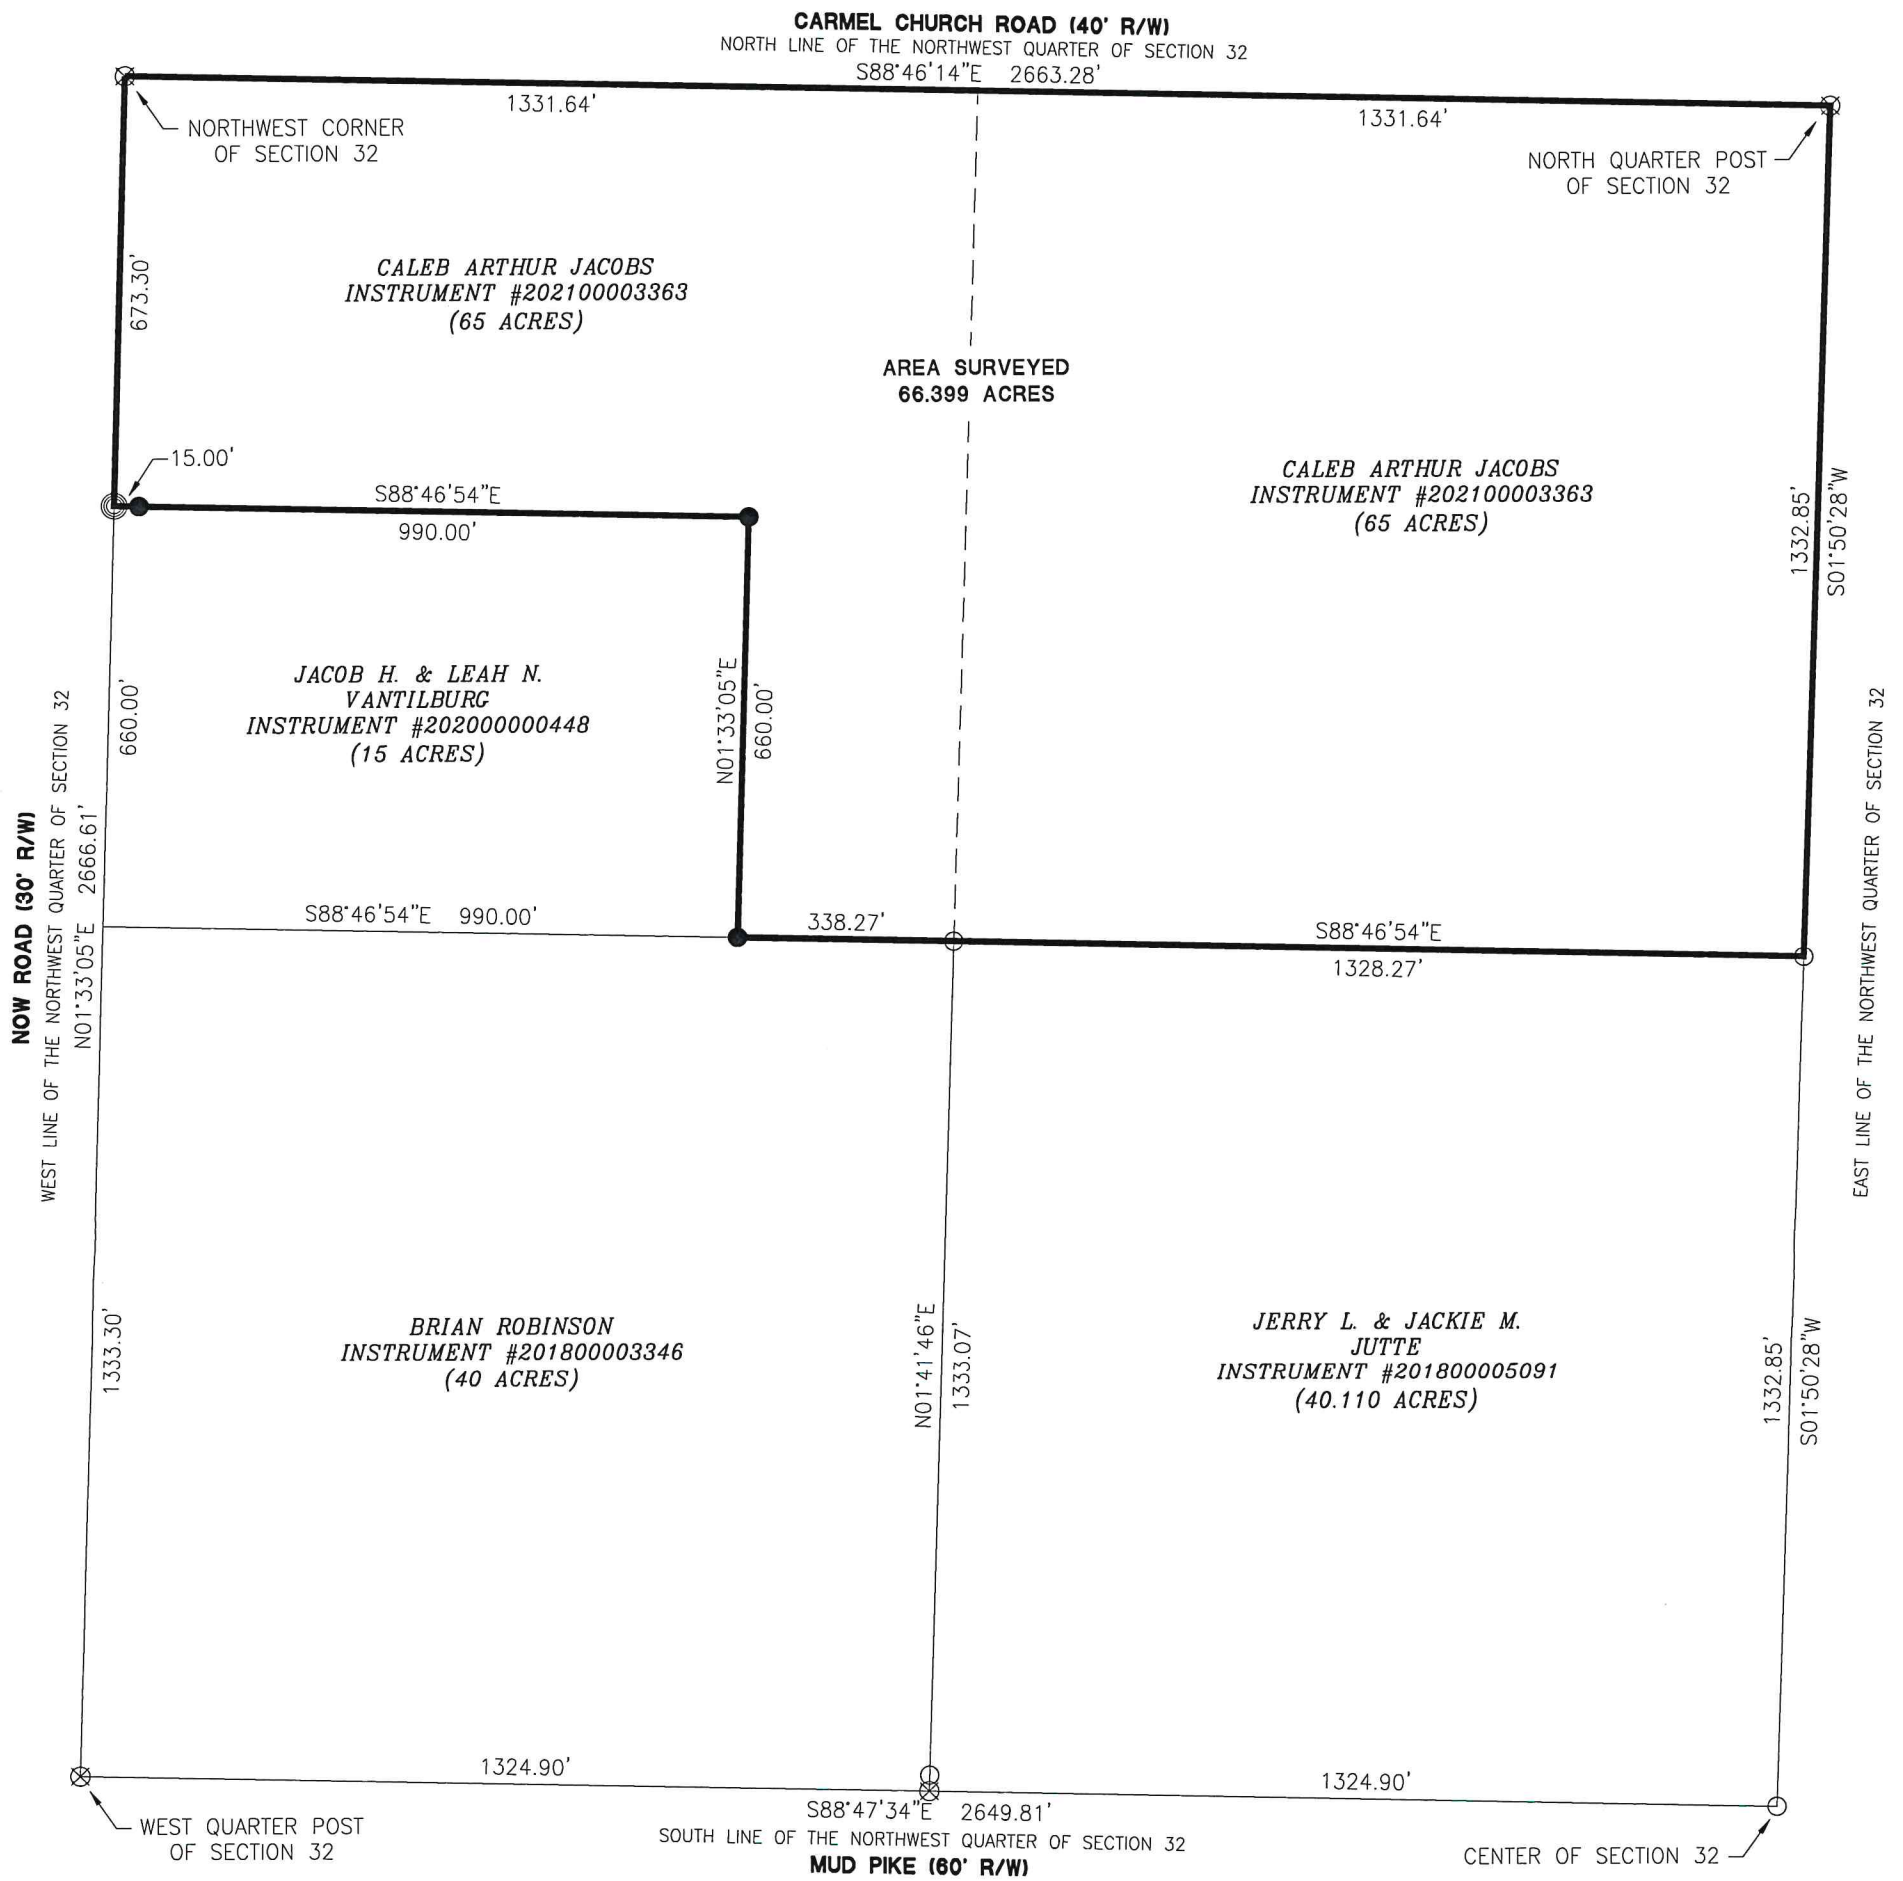 CARMEL CHURCH ROAD (40' R/W)
NORTH LINE OF THE NORTHWEST QUARTER OF SECTION 32
S88°46'14"E 2663.28'
1331.64'
1331.64'
NORTHWEST CORNER
OF SECTION 32
NORTH QUARTER POST
OF SECTION 32
673.30'
CALEB ARTHUR JACOBS
INSTRUMENT #202100003363
(65 ACRES)
AREA SURVEYED
66.399 ACRES
15.00'
S88°46'54"E
990.00'
CALEB ARTHUR JACOBS
INSTRUMENT #202100003363
(65 ACRES)
1332.85'
S01°50'28"W
JACOB H. & LEAH N.
VANTILBURG
INSTRUMENT #202000000448
(15 ACRES)
660.00'
N01°33'05"E
660.00'
NOW ROAD (30' R/W)
WEST LINE OF THE NORTHWEST QUARTER OF SECTION 32
N01°33'05"E 2666.61'
EAST LINE OF THE NORTHWEST QUARTER OF SECTION 32
S88°46'54"E 990.00'
338.27'
S88°46'54"E
1328.27'
1333.30'
BRIAN ROBINSON
INSTRUMENT #201800003346
(40 ACRES)
N01°41'46"E
1333.07'
JERRY L. & JACKIE M.
JUTTE
INSTRUMENT #201800005091
(40.110 ACRES)
1332.85'
S01°50'28"W
1324.90'
1324.90'
S88°47'34"E 2649.81'
SOUTH LINE OF THE NORTHWEST QUARTER OF SECTION 32
MUD PIKE (60' R/W)
WEST QUARTER POST
OF SECTION 32
CENTER OF SECTION 32